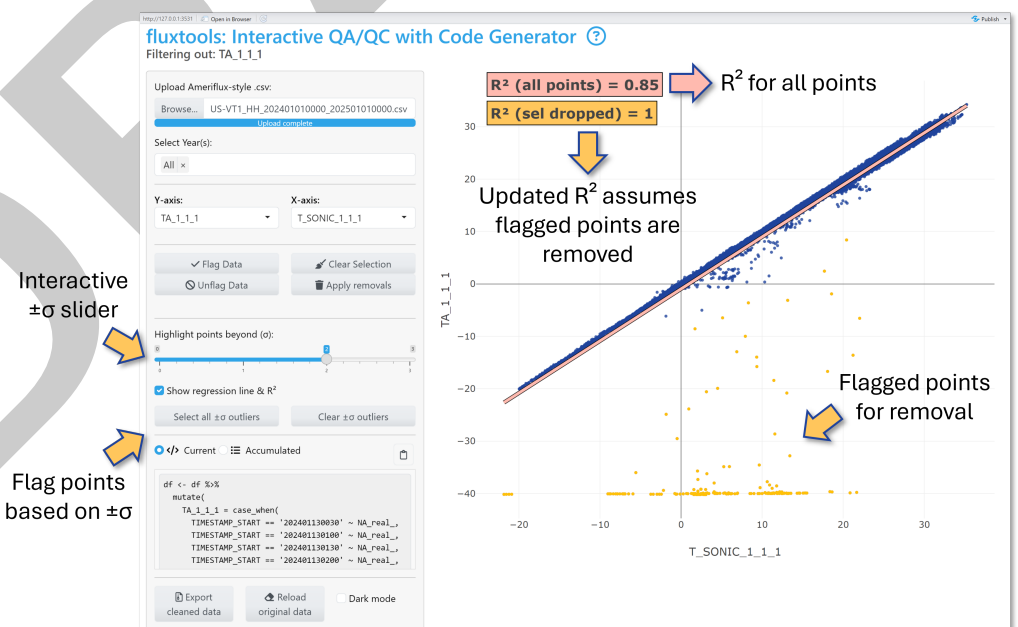 http://127.0.0.1:3531
Open in Browser
Publish
fluxtools: Interactive QA/QC with Code Generator ?
Filtering out: TA_1_1_1
Upload Ameriflux-style .csv:
Browse... US-VT1_HH_202401010000_202501010000.csv
Upload complete
Select Year(s):
All ×
Y-axis:
X-axis:
TA_1_1_1
T_SONIC_1_1_1
Flag Data
Clear Selection
Unflag Data
Apply removals
Highlight points beyond (σ):
0 2 3
0 1 2 3
Show regression line & R²
Select all ±σ outliers
Clear ±σ outliers
</> Current
Accumulated
df <- df %>%
mutate(
TA_1_1_1 = case_when(
TIMESTAMP_START == '202401130030' ~ NA_real_,
TIMESTAMP_START == '202401130100' ~ NA_real_,
TIMESTAMP_START == '202401130130' ~ NA_real_,
TIMESTAMP_START == '202401130200' ~ NA_real_,
Export
cleaned data
Reload
original data
Dark mode
Interactive
±σ slider
Flag points
based on ±σ
R² (all points) = 0.85
R² for all points
R² (sel dropped) = 1
Updated R² assumes
flagged points are
removed
Flagged points
for removal
TA_1_1_1
30
20
10
0
−10
−20
−30
−40
−20 −10 0 10 20 30
T_SONIC_1_1_1